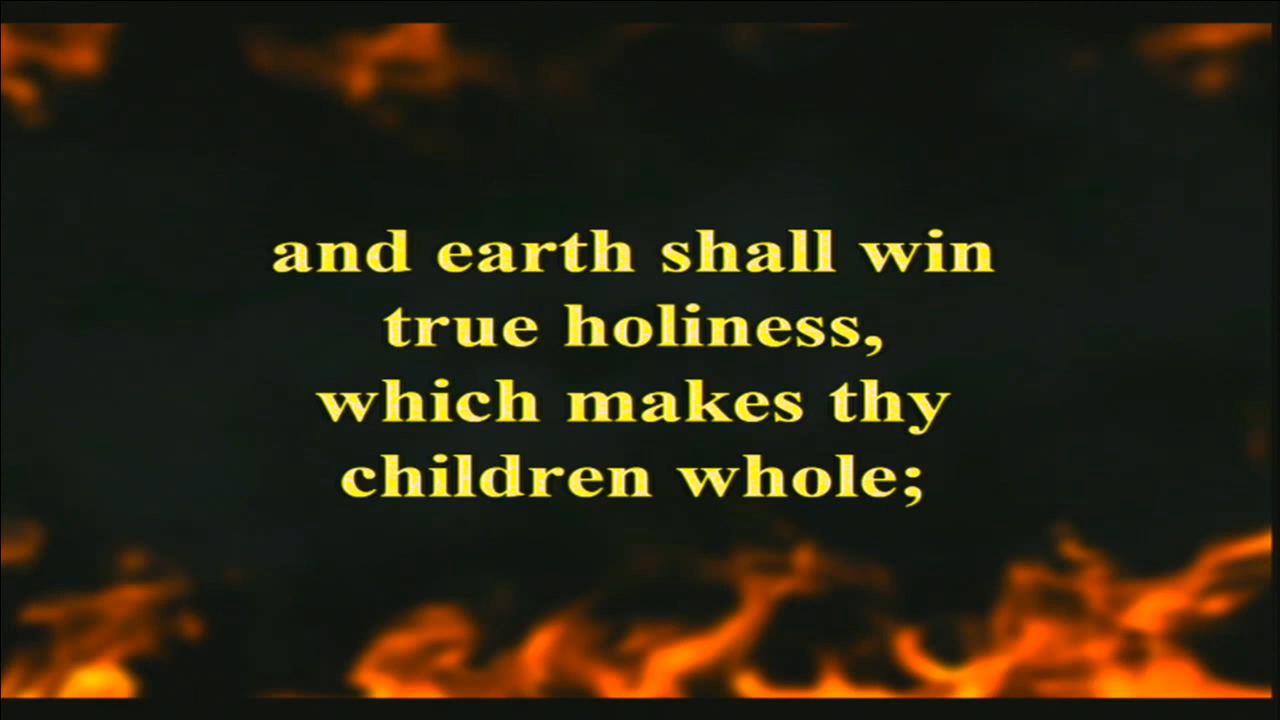 and earth shall win
true holiness,
which makes thy
children whole;